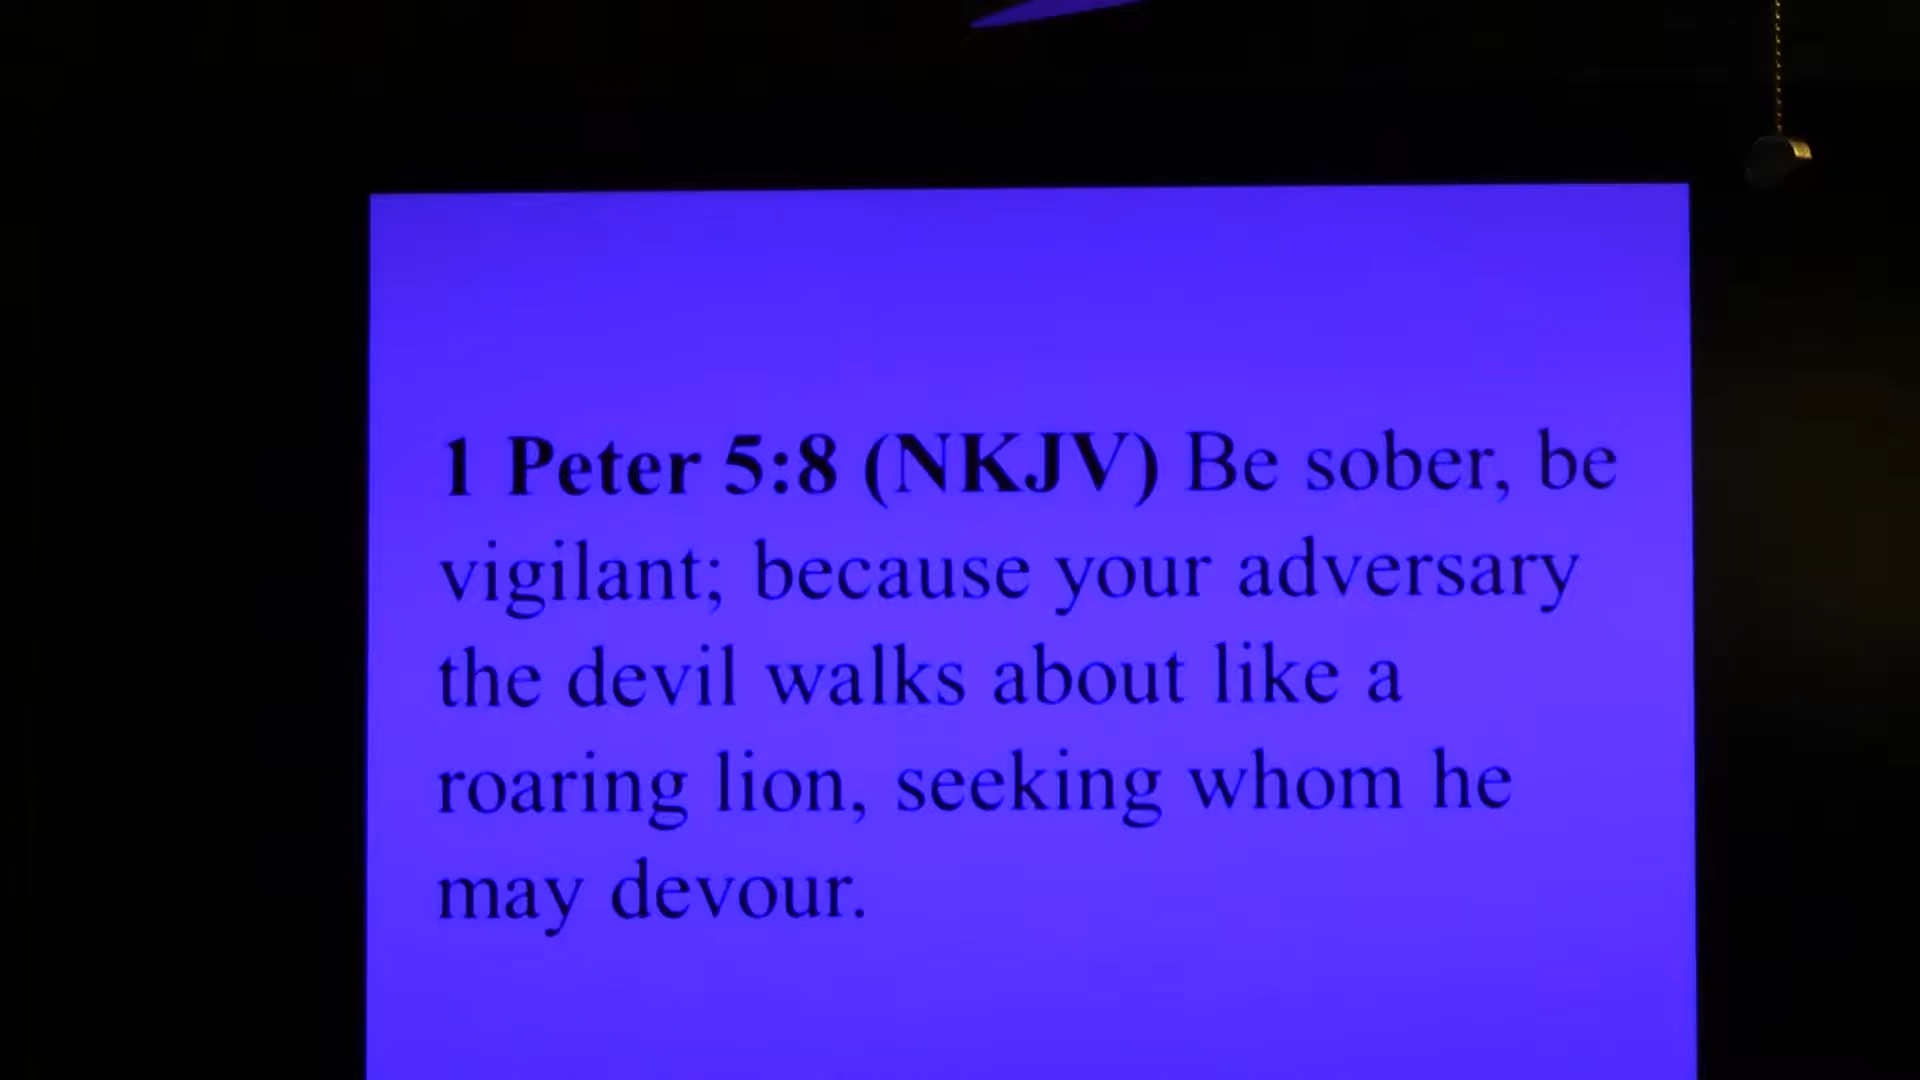 1 Peter 5:8 (NKJV) Be sober, be
vigilant; because your adversary
the devil walks about like a
roaring lion, seeking whom he
may devour.